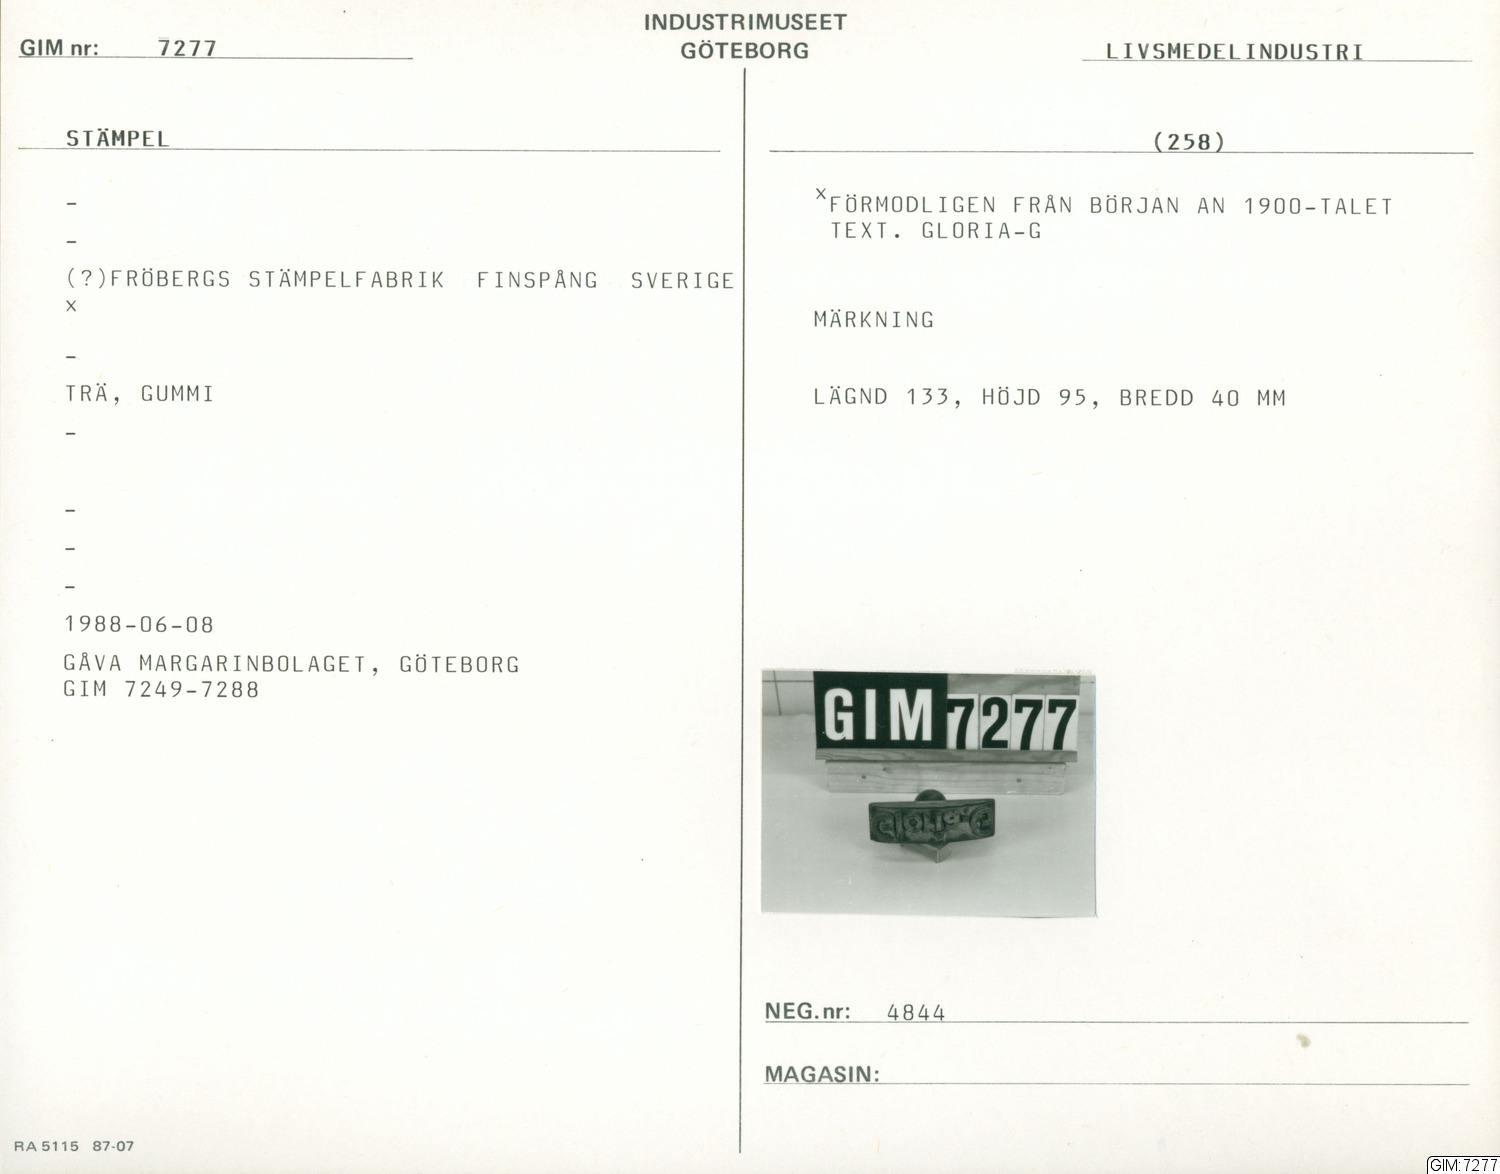 INDUSTRIMUSEET
GÖTEBORG
GIM nr: 7277
LIVSMEDELINDUSTRI
STÄMPEL
(258)
-
-
(?)FRÖBERGS STÄMPELFABRIK FINSPÅNG SVERIGE
x
-
TRÄ, GUMMI
-
-
-
-
1988-06-08
GÅVA MARGARINBOLAGET, GÖTEBORG
GIM 7249-7288
xFÖRMODLIGEN FRÅN BÖRJAN AN 1900-TALET
TEXT. GLORIA-G
MÄRKNING
LÄGND 133, HÖJD 95, BREDD 40 MM
GIM 7277
NEG.nr: 4844
MAGASIN:
RA 5115 87-07
GIM:7277